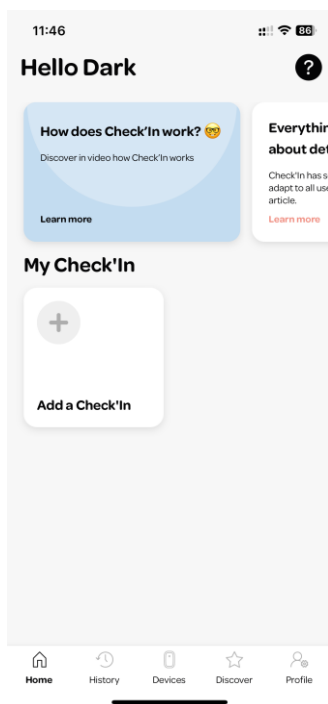 11:46
86
Hello Dark
?
How does Check'In work? 🤓
Discover in video how Check'In works
Learn more
Everythin
about det
Check'In has s
adapt to all use
article.
Learn more
My Check'In
Add a Check'In
Home
History
Devices
Discover
Profile